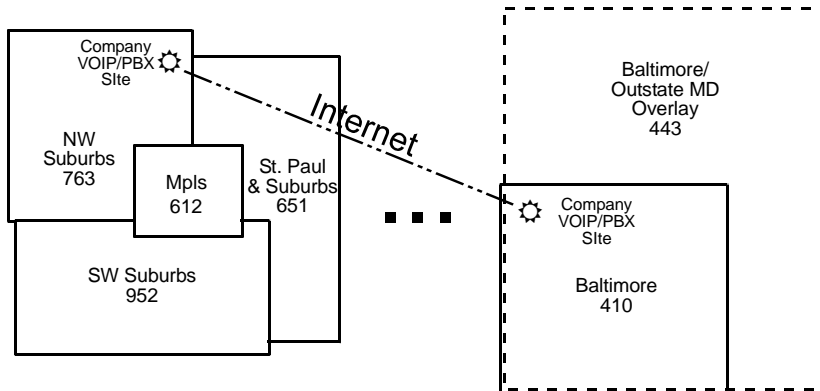 Company
VOIP/PBX
SIte
NW
Suburbs
763
Mpls
612
St. Paul
& Suburbs
651
SW Suburbs
952
Internet
Baltimore/
Outstate MD
Overlay
443
Company
VOIP/PBX
SIte
Baltimore
410